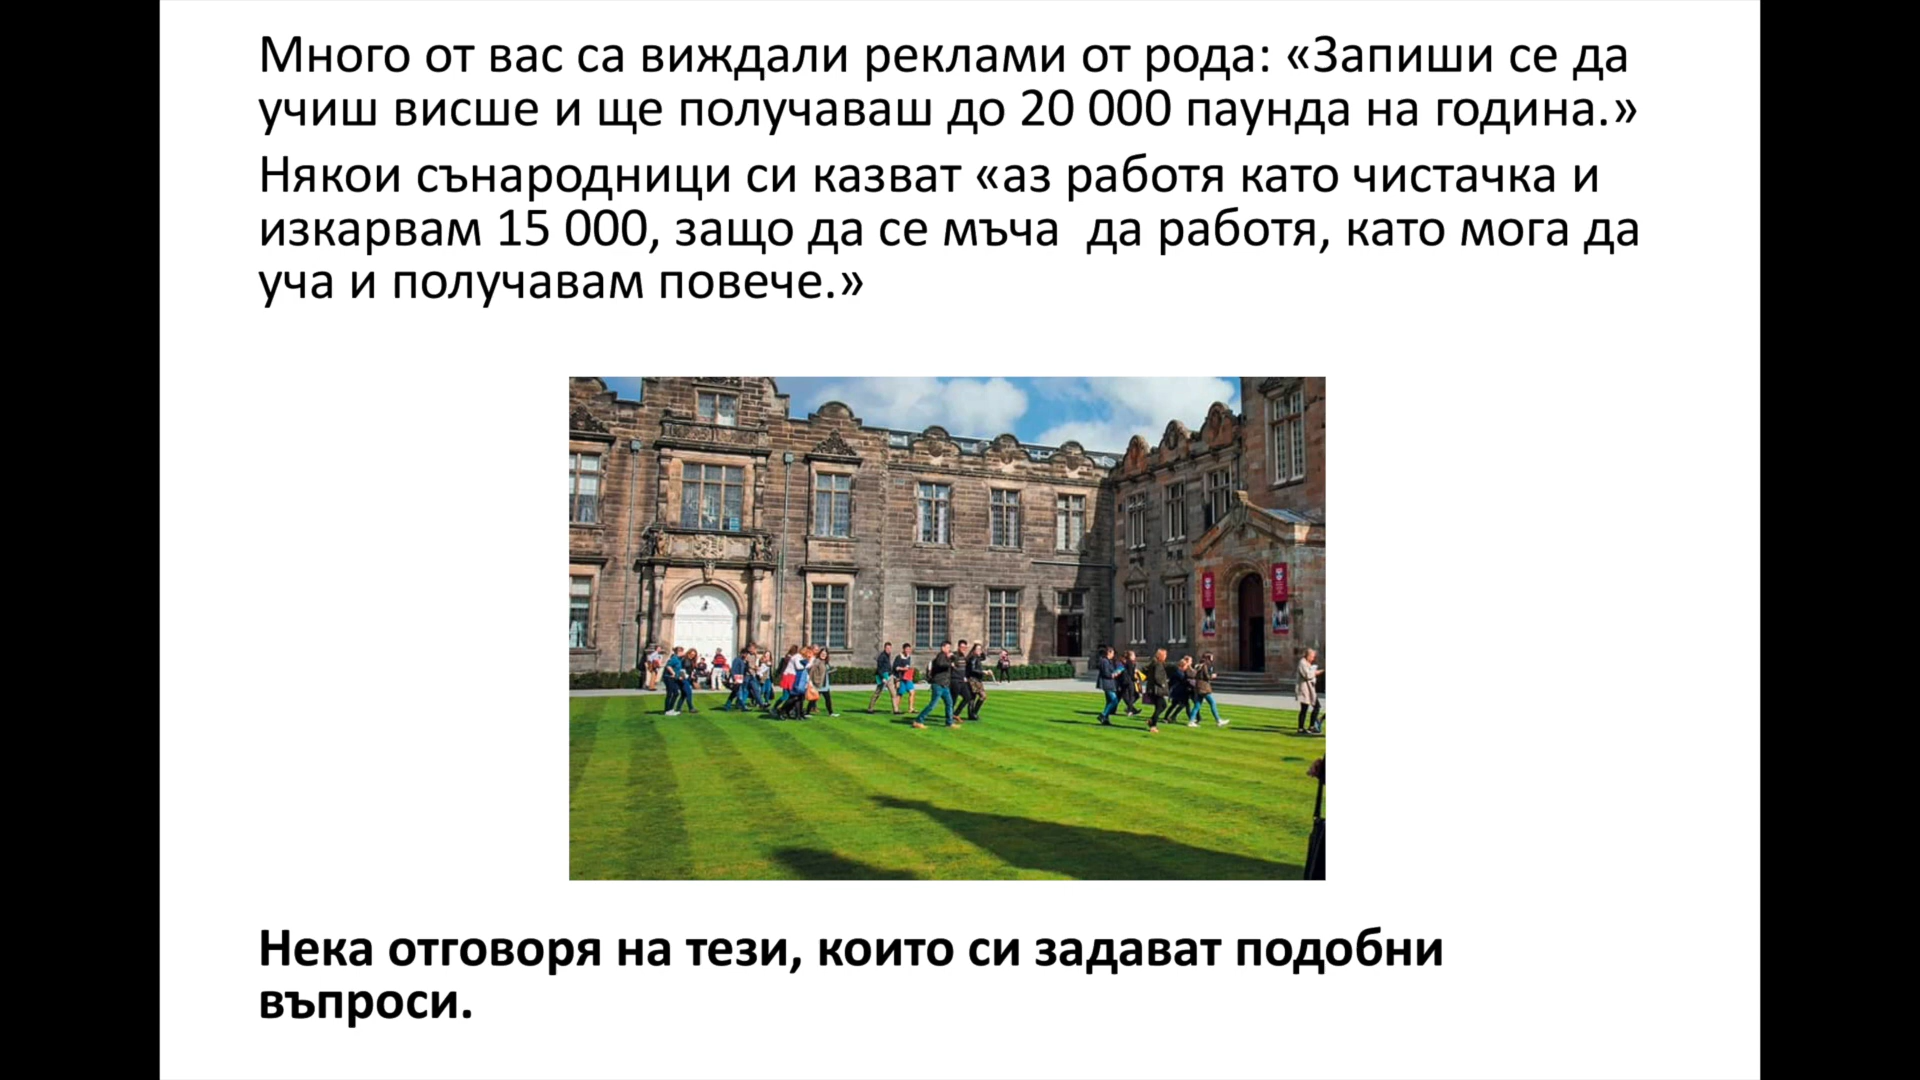 Много от вас са виждали реклами от рода: «Запиши се да
учиш висше и ще получаваш до 20 000 паунда на година.»
Някои сънародници си казват «аз работя като чистачка и
изкарвам 15 000, защо да се мъча  да работя, като мога да
уча и получавам повече.»
Нека отговоря на тези, които си задават подобни
въпроси.